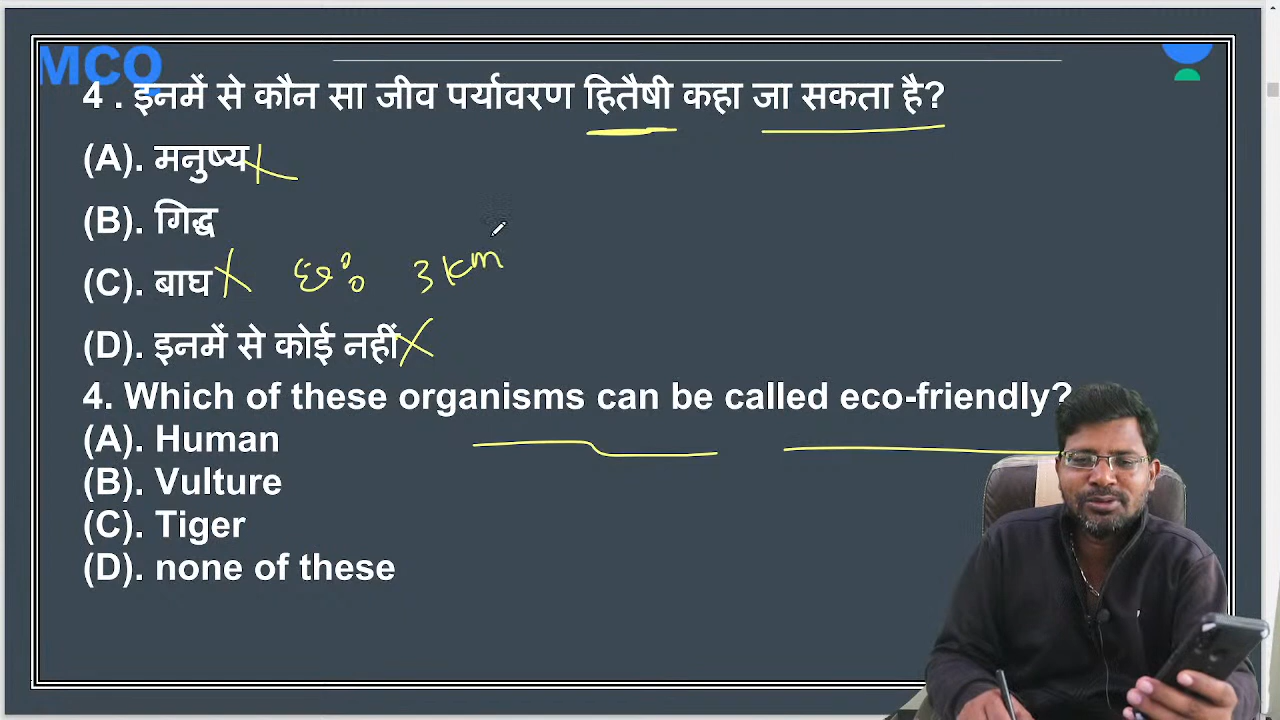 MCQ
4 . इनमें से कौन सा जीव पर्यावरण हितैषी कहा जा सकता है?
(A). मनुष्य
(B). गिद्ध
(C). बाघ 3 km
(D). इनमें से कोई नहीं
4. Which of these organisms can be called eco-friendly?
(A). Human
(B). Vulture
(C). Tiger
(D). none of these